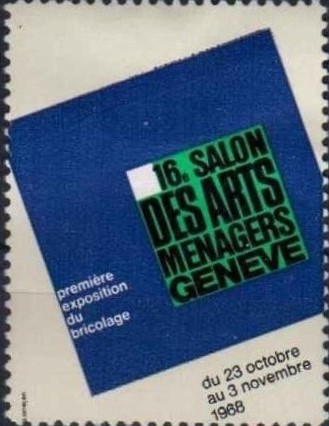 16e SALON
DES ARTS
MENAGERS
GENEVE
première
exposition
du
bricolage
du 23 octobre
au 3 novembre
1968